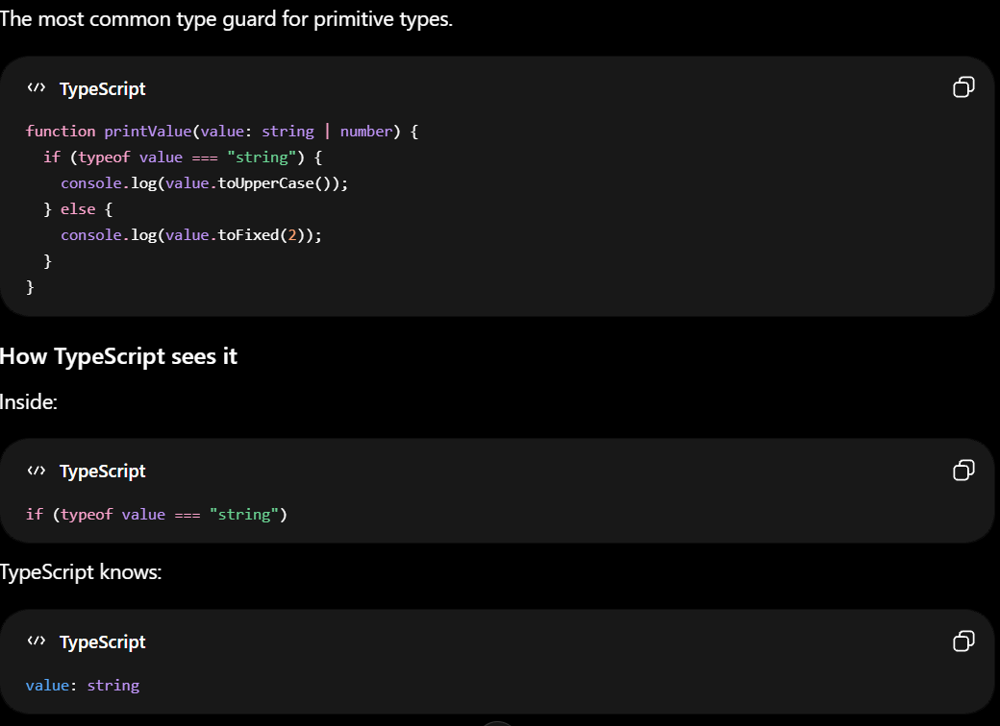 The most common type guard for primitive types.
TypeScript
function printValue(value: string | number) {
  if (typeof value === "string") {
    console.log(value.toUpperCase());
  } else {
    console.log(value.toFixed(2));
  }
}
How TypeScript sees it
Inside:
TypeScript
if (typeof value === "string")
TypeScript knows:
TypeScript
value: string